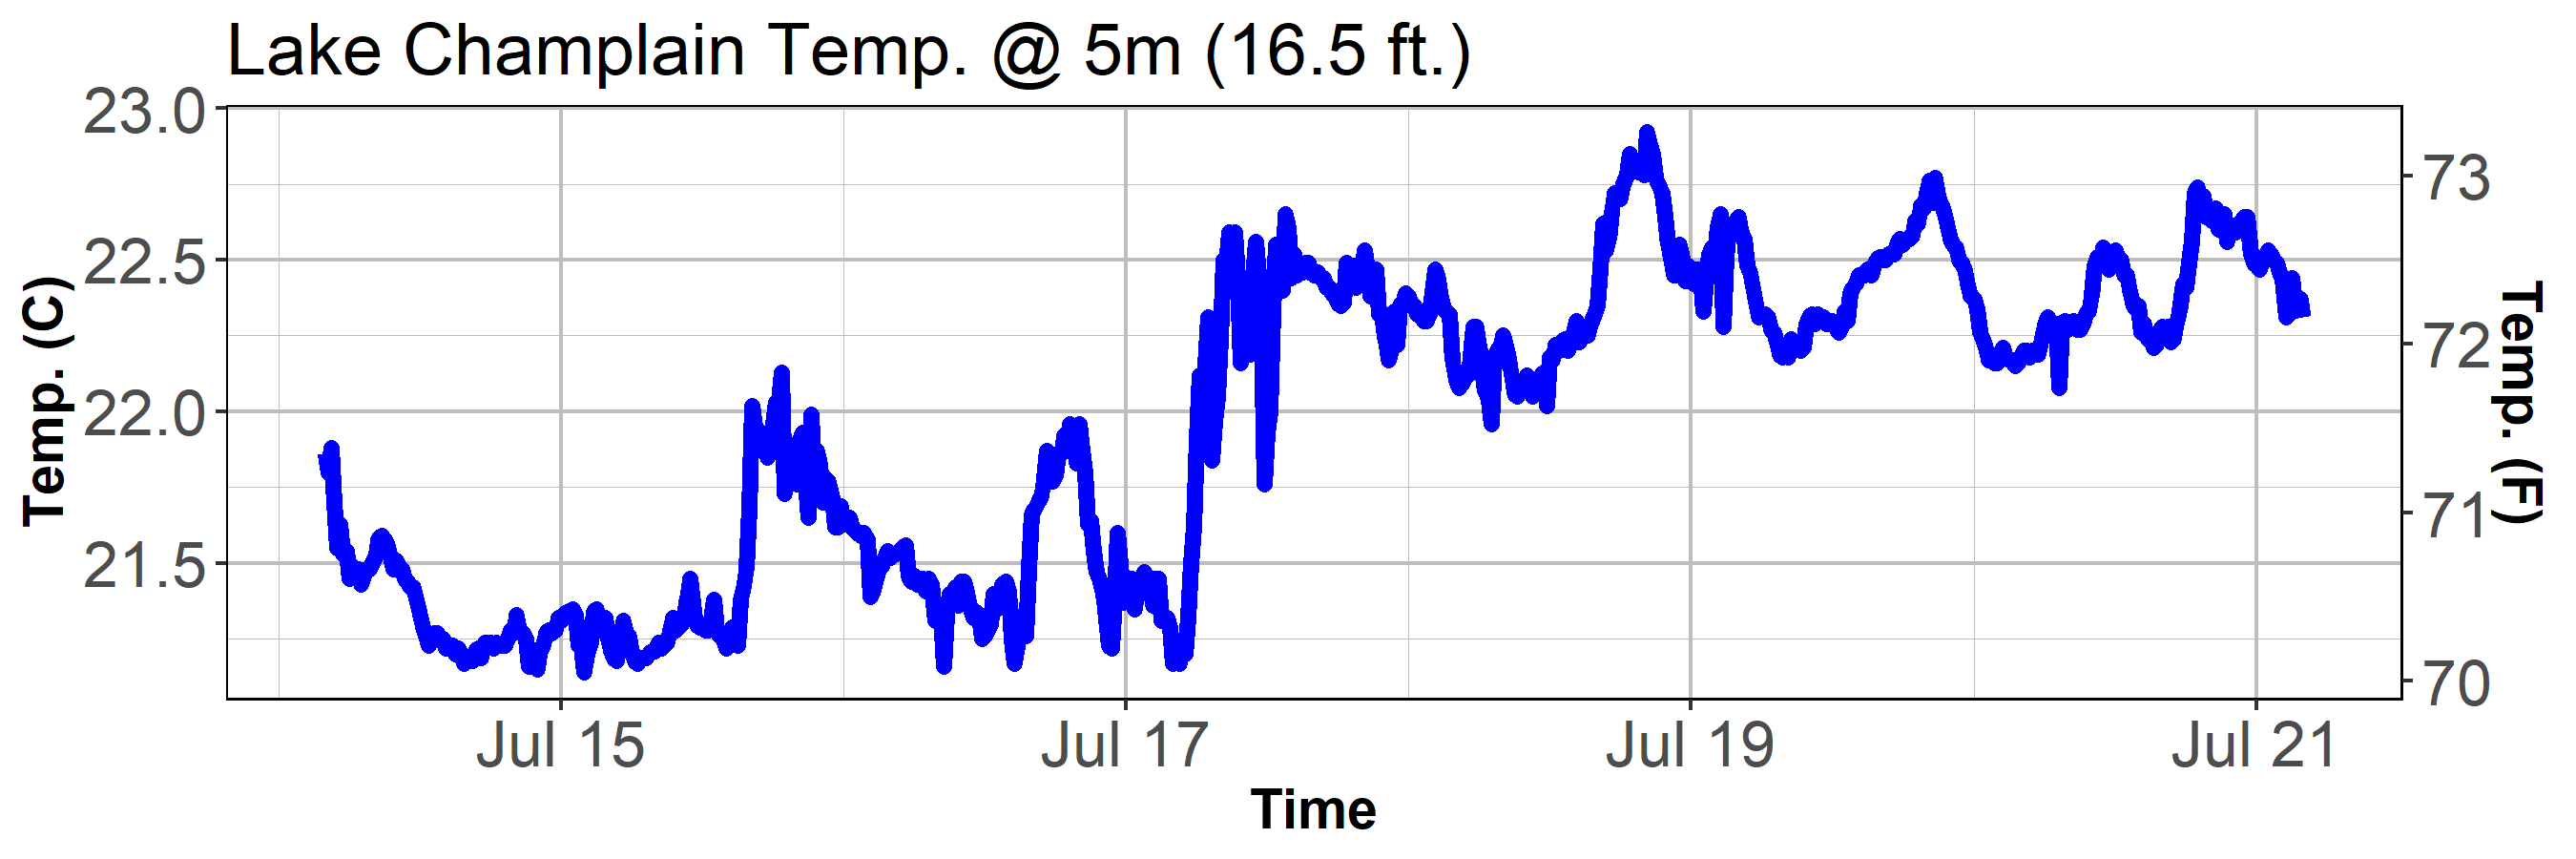 Lake Champlain Temp. @ 5m (16.5 ft.)
23.0
22.5
22.0
21.5
Temp. (C)
73
72
71
70
Temp. (F)
Jul 15 Jul 17 Jul 19 Jul 21
Time